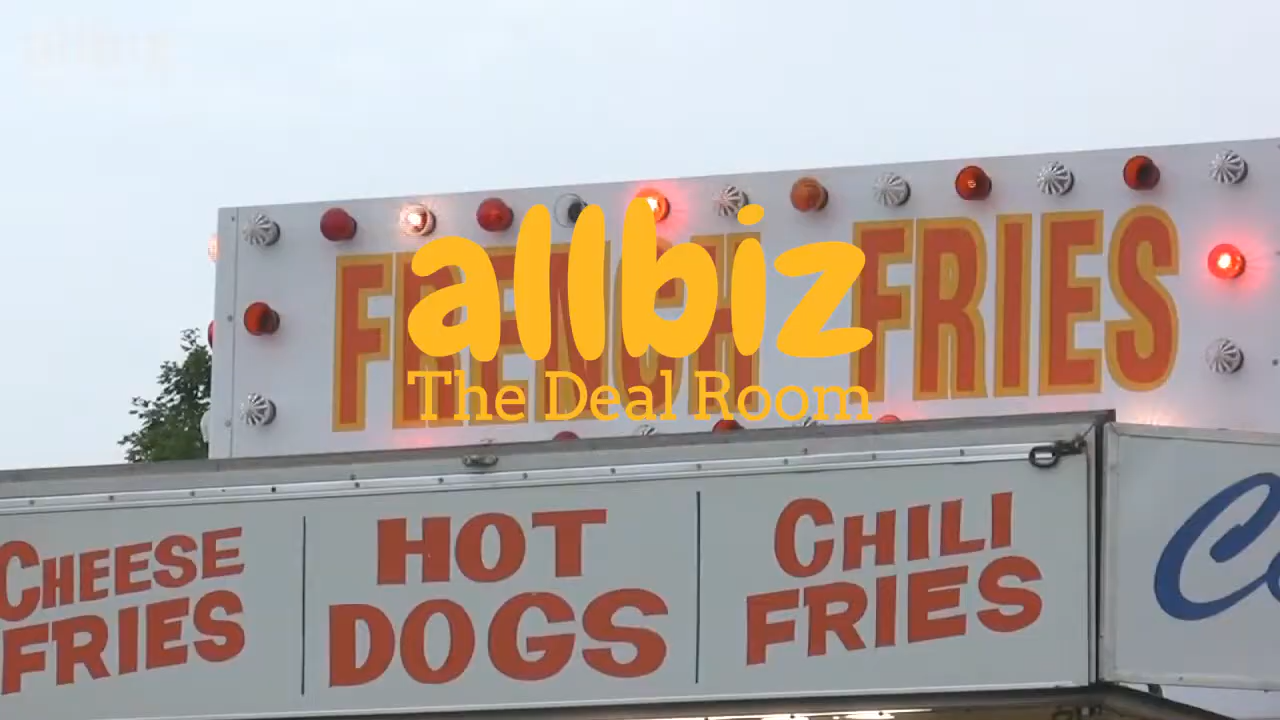 FRENCH FRIES
allbiz
The Deal Room
CHEESE
FRIES
HOT
DOGS
CHILI
FRIES